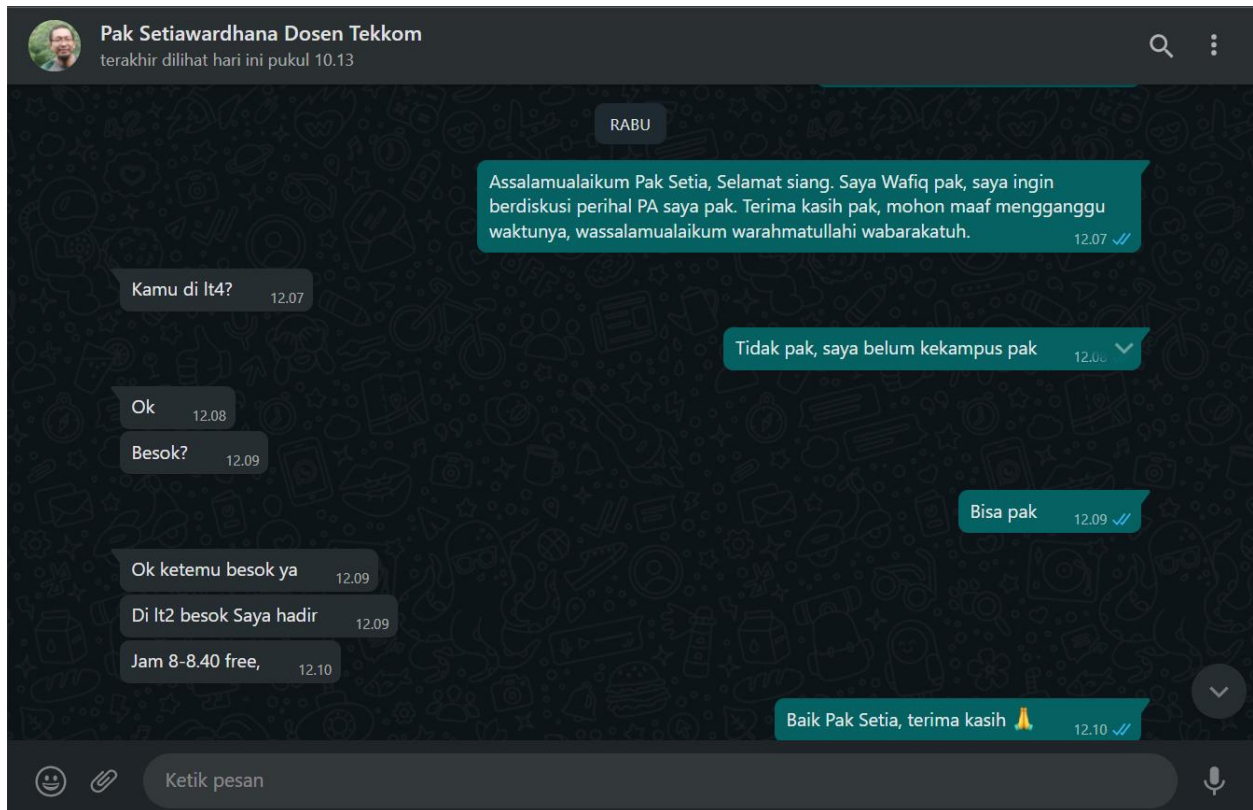 Pak Setiawardhana Dosen Tekkom
terakhir dilihat hari ini pukul 10.13
RABU
Assalamualaikum Pak Setia, Selamat siang. Saya Wafiq pak, saya ingin
berdiskusi perihal PA saya pak. Terima kasih pak, mohon maaf mengganggu
waktunya, wassalamualaikum warahmatullahi wabarakatuh. 12.07
Kamu di lt4? 12.07
Tidak pak, saya belum kekampus pak
Ok 12.08
Besok? 12.09
Bisa pak 12.09
Ok ketemu besok ya 12.09
Di lt2 besok Saya hadir 12.09
Jam 8-8.40 free, 12.10
Baik Pak Setia, terima kasih 🙏 12.10
Ketik pesan